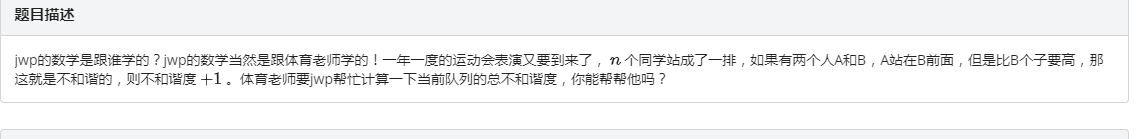 题目描述
jwp的数学是跟谁学的？jwp的数学当然是跟体育老师学的！一年一度的运动会表演又要到来了， n 个同学站成了一排，如果有两个人A和B，A站在B前面，但是比B个子要高，那
这就是不和谐的，则不和谐度 +1 。体育老师要jwp帮忙计算一下当前队列的总不和谐度，你能帮帮他吗？